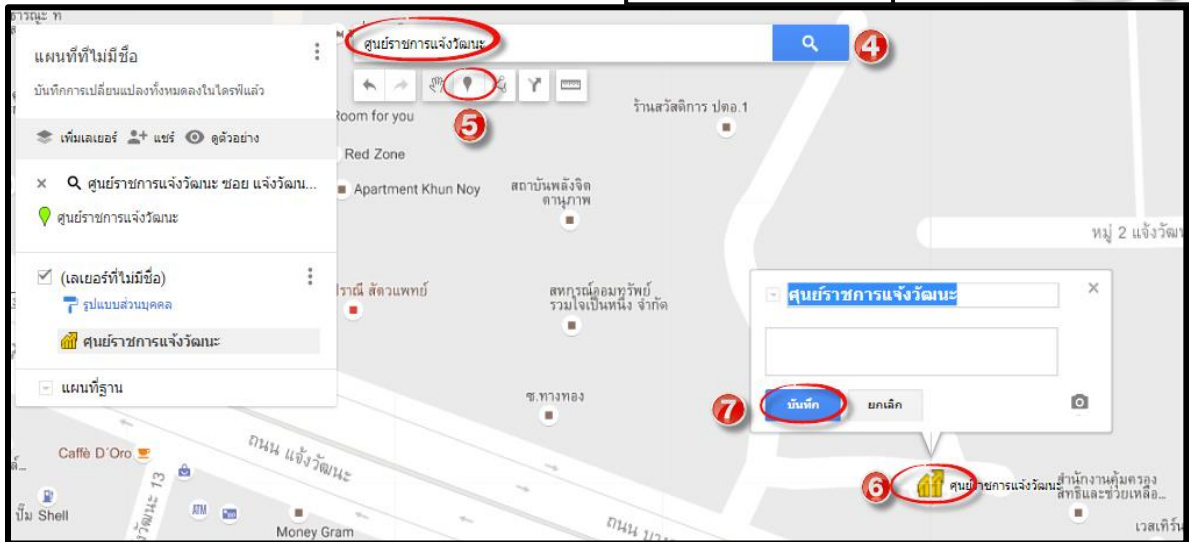 แผนที่ที่ไม่มีชื่อ
บันทึกการเปลี่ยนแปลงทั้งหมดลงในไดรฟ์แล้ว
เพิ่มเลเยอร์ แชร์ ดูตัวอย่าง
ศูนย์ราชการแจ้งวัฒนะ ซอย แจ้งวัฒน...
ศูนย์ราชการแจ้งวัฒนะ
(เลเยอร์ที่ไม่มีชื่อ)
รูปแบบส่วนบุคคล
ศูนย์ราชการแจ้งวัฒนะ
แผนที่ฐาน
ศูนย์ราชการแจ้งวัฒนะ
4
5
Room for you
Red Zone
Apartment Khun Noy
สถาบันพลังจิต
ตานุภาพ
ร้านสวัสดิการ ปตอ.1
หมู่ 2 แจ้งวัฒน
ราณี สัตวแพทย์
สหกรณ์ออมทรัพย์
รวมใจเป็นหนึ่ง จำกัด
ซ.ทางทอง
ศูนย์ราชการแจ้งวัฒนะ
7
บันทึก
ยกเลิก
6
ศูนย์ราชการแจ้งวัฒนะ
สำนักงานคุ้มครอง
สิทธิและช่วยเหลือ...
เวสเทิร์น
Caffè D'Oro
ถนน แจ้งวัฒนะ
วัฒนะ 13
ปั๊ม Shell
ATM
Money Gram
ถนน